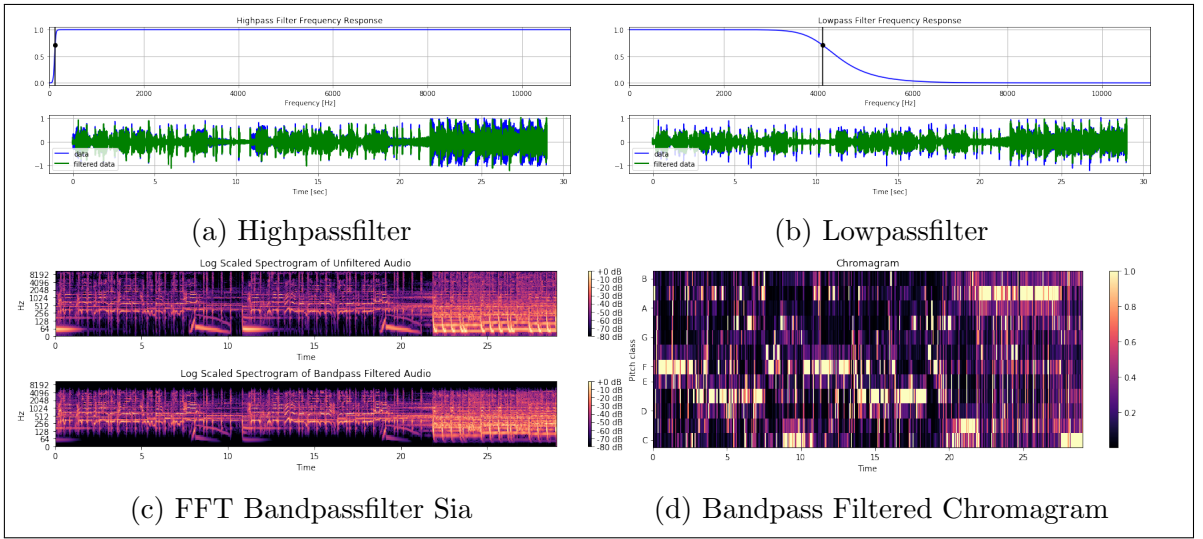 Highpass Filter Frequency Response
1.0
0.5
0.0
0 2000 4000 6000 8000 10000
Frequency [Hz]
1
0
−1
data
filtered data
0 5 10 15 20 25 30
Time [sec]
(a) Highpassfilter
Lowpass Filter Frequency Response
1.0
0.5
0.0
0 2000 4000 6000 8000 10000
Frequency [Hz]
1
0
−1
data
filtered data
0 5 10 15 20 25 30
Time [sec]
(b) Lowpassfilter
Log Scaled Spectrogram of Unfiltered Audio
Hz
8192
4096
2048
1024
512
256
128
64
0
0 5 10 15 20 25
Time
+0 dB
-10 dB
-20 dB
-30 dB
-40 dB
-50 dB
-60 dB
-70 dB
-80 dB
Log Scaled Spectrogram of Bandpass Filtered Audio
Hz
8192
4096
2048
1024
512
256
128
64
0
0 5 10 15 20 25
Time
+0 dB
-10 dB
-20 dB
-30 dB
-40 dB
-50 dB
-60 dB
-70 dB
-80 dB
(c) FFT Bandpassfilter Sia
Chromagram
Pitch class
B
A
G
F
E
D
C
0 5 10 15 20 25
Time
1.0
0.8
0.6
0.4
0.2
(d) Bandpass Filtered Chromagram